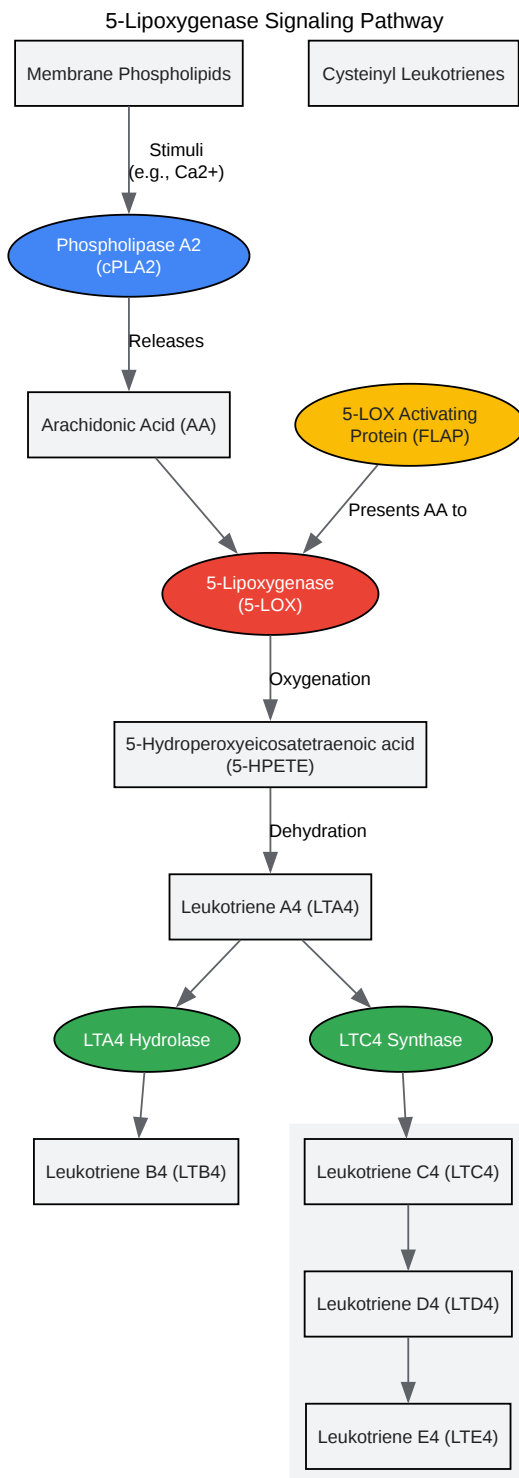 5-Lipoxygenase Signaling Pathway
Membrane Phospholipids
Cysteinyl Leukotrienes
Stimuli
(e.g., Ca2+)
Phospholipase A2
(cPLA2)
Releases
Arachidonic Acid (AA)
5-LOX Activating
Protein (FLAP)
Presents AA to
5-Lipoxygenase
(5-LOX)
Oxygenation
5-Hydroperoxyeicosatetraenoic acid
(5-HPETE)
Dehydration
Leukotriene A4 (LTA4)
LTA4 Hydrolase
LTC4 Synthase
Leukotriene B4 (LTB4)
Leukotriene C4 (LTC4)
Leukotriene D4 (LTD4)
Leukotriene E4 (LTE4)